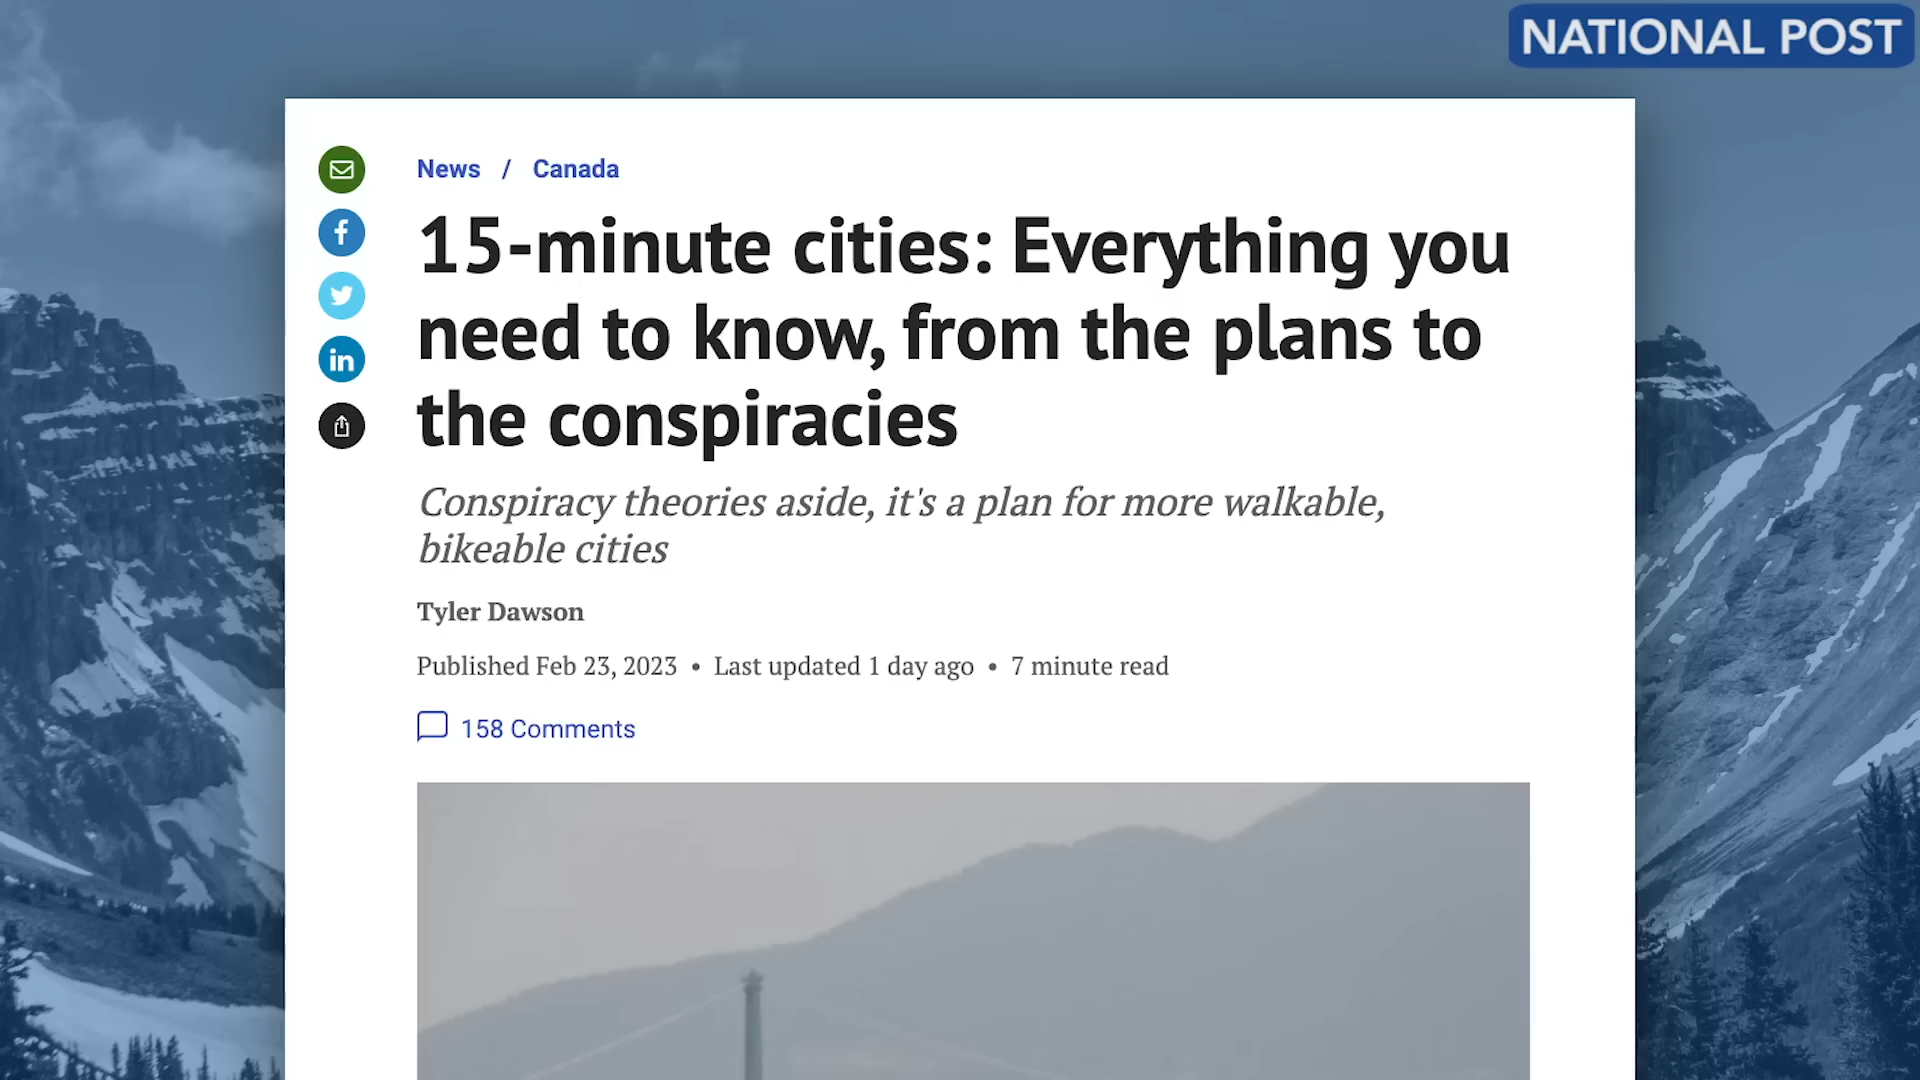 NATIONAL POST
News / Canada
15-minute cities: Everything you
need to know, from the plans to
the conspiracies
Conspiracy theories aside, it's a plan for more walkable,
bikeable cities
Tyler Dawson
Published Feb 23, 2023 • Last updated 1 day ago • 7 minute read
158 Comments